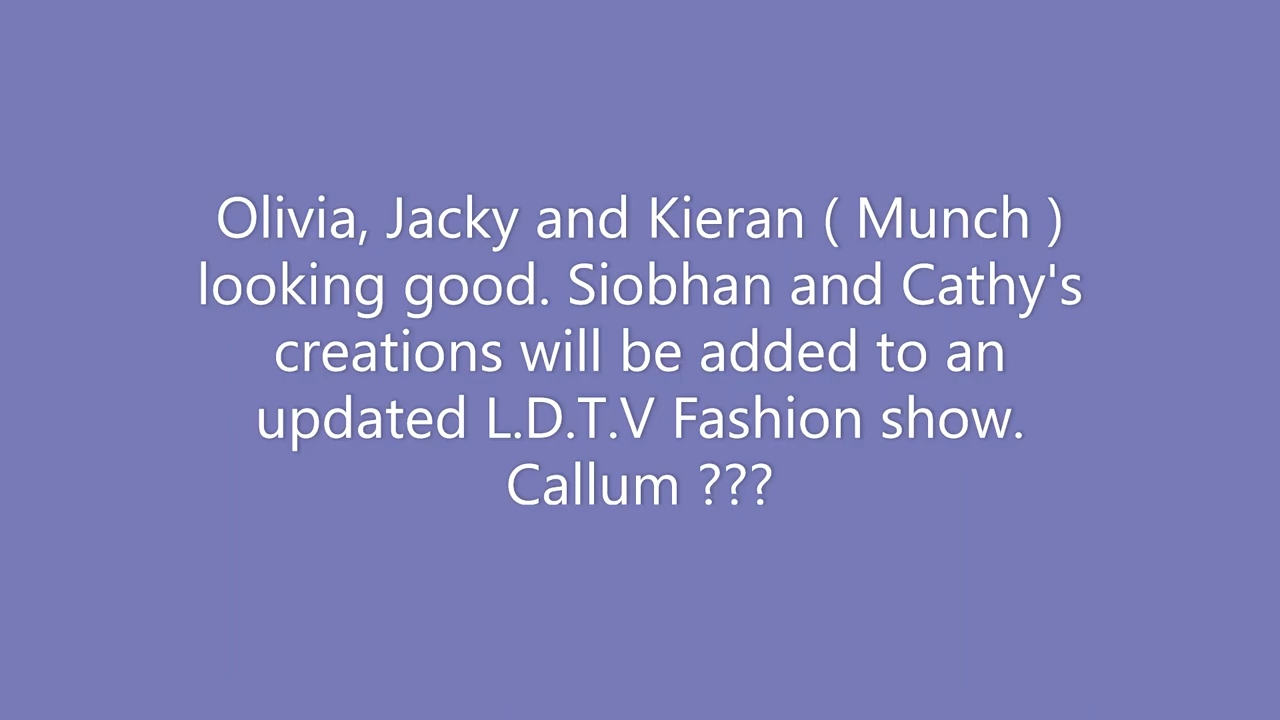 Olivia, Jacky and Kieran ( Munch )
looking good. Siobhan and Cathy's
creations will be added to an
updated L.D.T.V Fashion show.
Callum ???